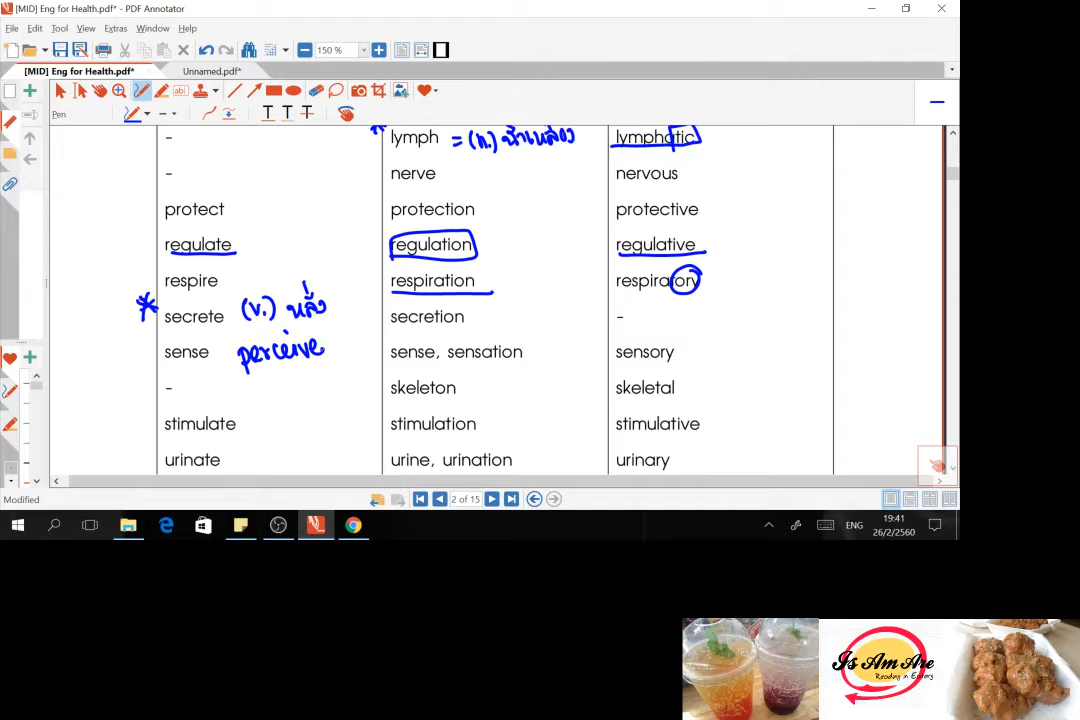 [MID] Eng for Health.pdf* - PDF Annotator
File Edit Tool View Extras Window Help
150 %
[MID] Eng for Health.pdf* Unnamed.pdf*
Pen
- lymph = (n.) น้ำเหลือง lymphatic
- nerve nervous
protect protection protective
regulate regulation regulative
respire respiration respiratory
secrete (v.) หลั่ง secretion -
sense perceive sense, sensation sensory
- skeleton skeletal
stimulate stimulation stimulative
urinate urine, urination urinary
Modified 2 of 15
ENG 19:41
26/2/2560
Is Am Are
Reading n Eatery